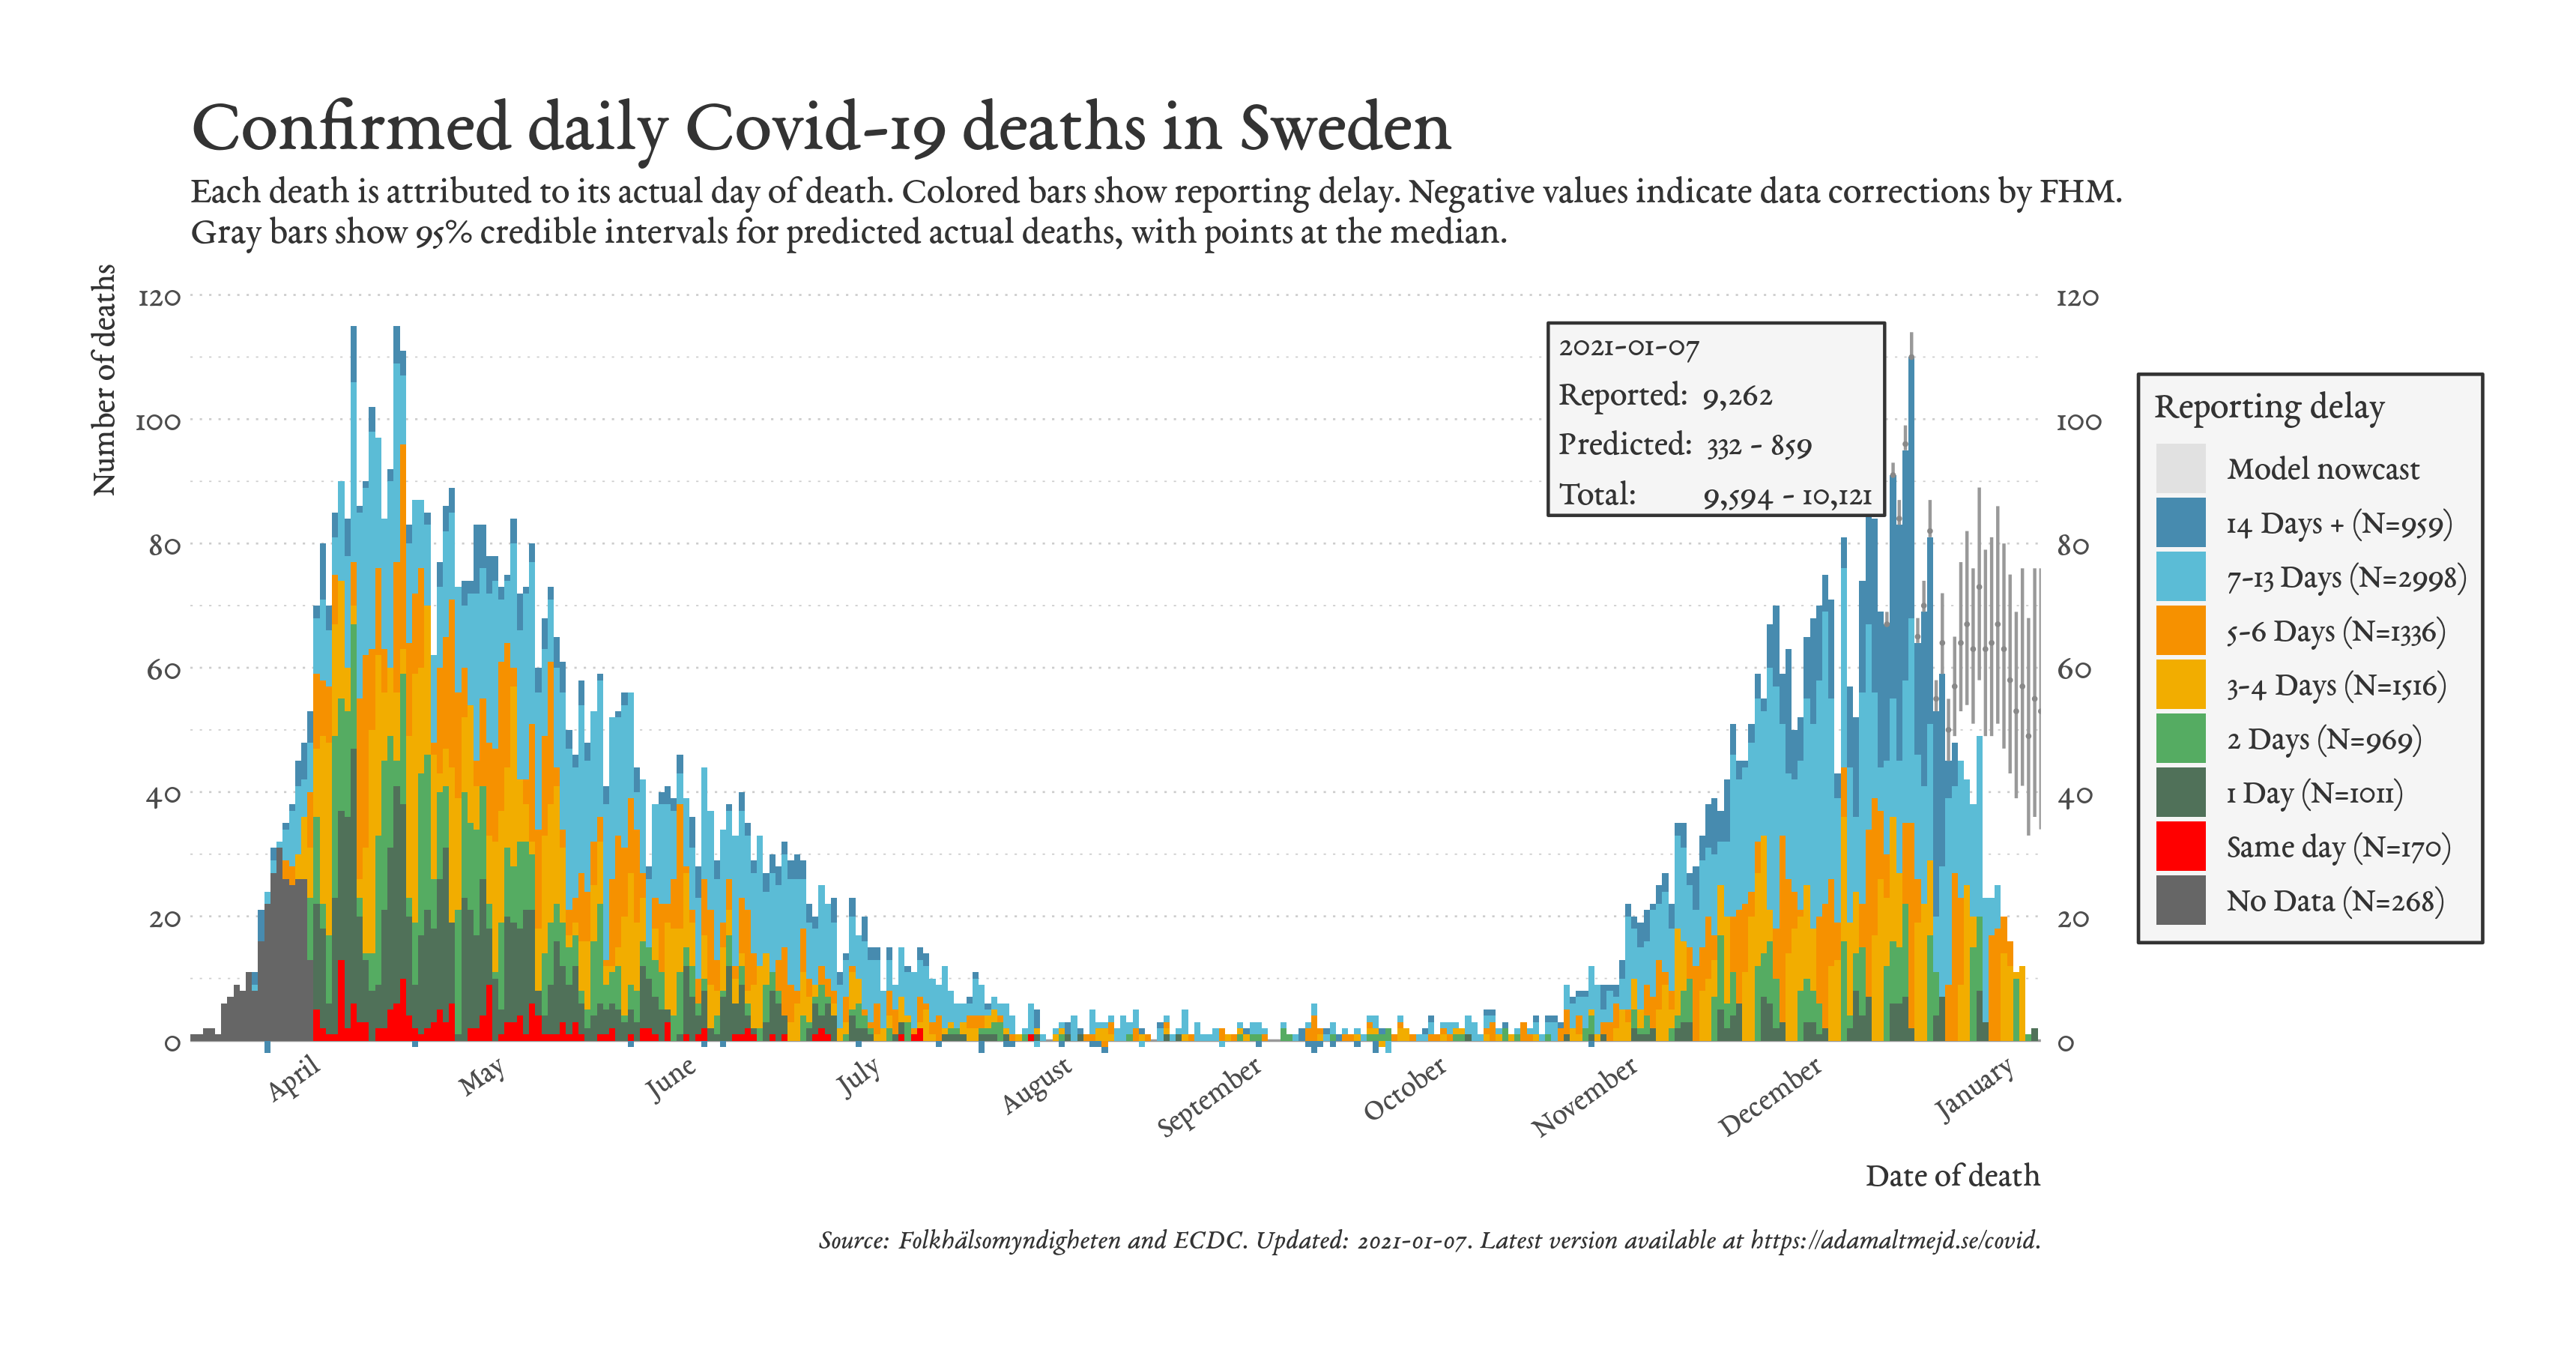 Confirmed daily Covid-19 deaths in Sweden
Each death is attributed to its actual day of death. Colored bars show reporting delay. Negative values indicate data corrections by FHM.
Gray bars show 95% credible intervals for predicted actual deaths, with points at the median.
Number of deaths
120
100
80
60
40
20
0
120
100
80
60
40
20
0
2021-01-07
Reported: 9,262
Predicted: 332 - 859
Total: 9,594 - 10,121
Reporting delay
Model nowcast
14 Days + (N=959)
7-13 Days (N=2998)
5-6 Days (N=1336)
3-4 Days (N=1516)
2 Days (N=969)
1 Day (N=1011)
Same day (N=170)
No Data (N=268)
April
May
June
July
August
September
October
November
December
January
Date of death
Source: Folkhälsomyndigheten and ECDC. Updated: 2021-01-07. Latest version available at https://adamaltmejd.se/covid.